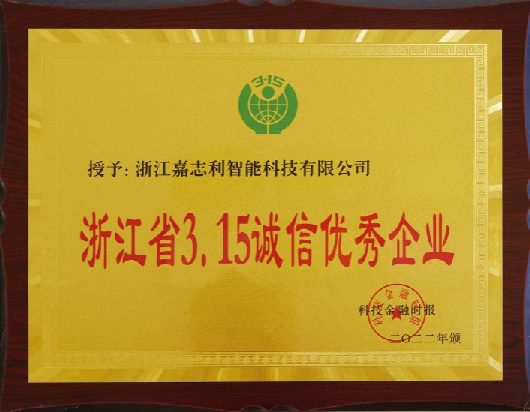 3·15
授予：浙江嘉志利智能科技有限公司
浙江省3.15诚信优秀企业
科技金融时报
二〇二二年颁